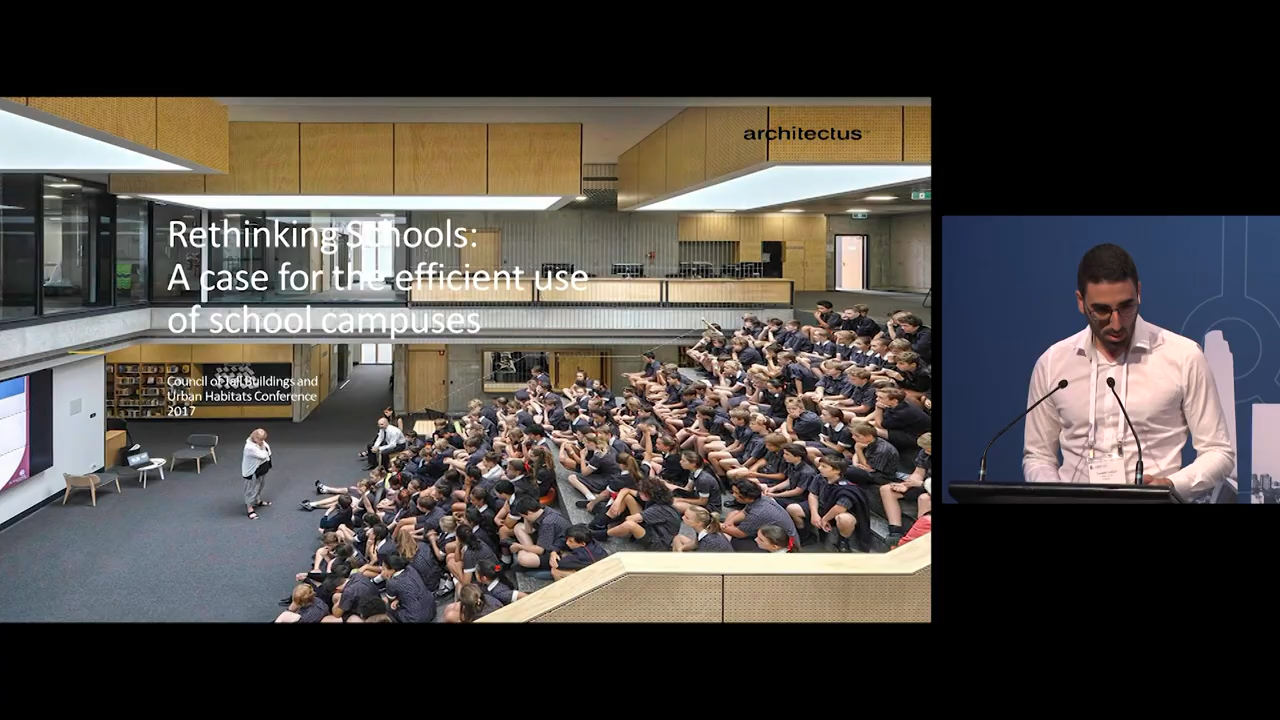 architectus
Rethinking Schools:
A case for the efficient use
of school campuses
Council of Tall Buildings and
Urban Habitats Conference
2017